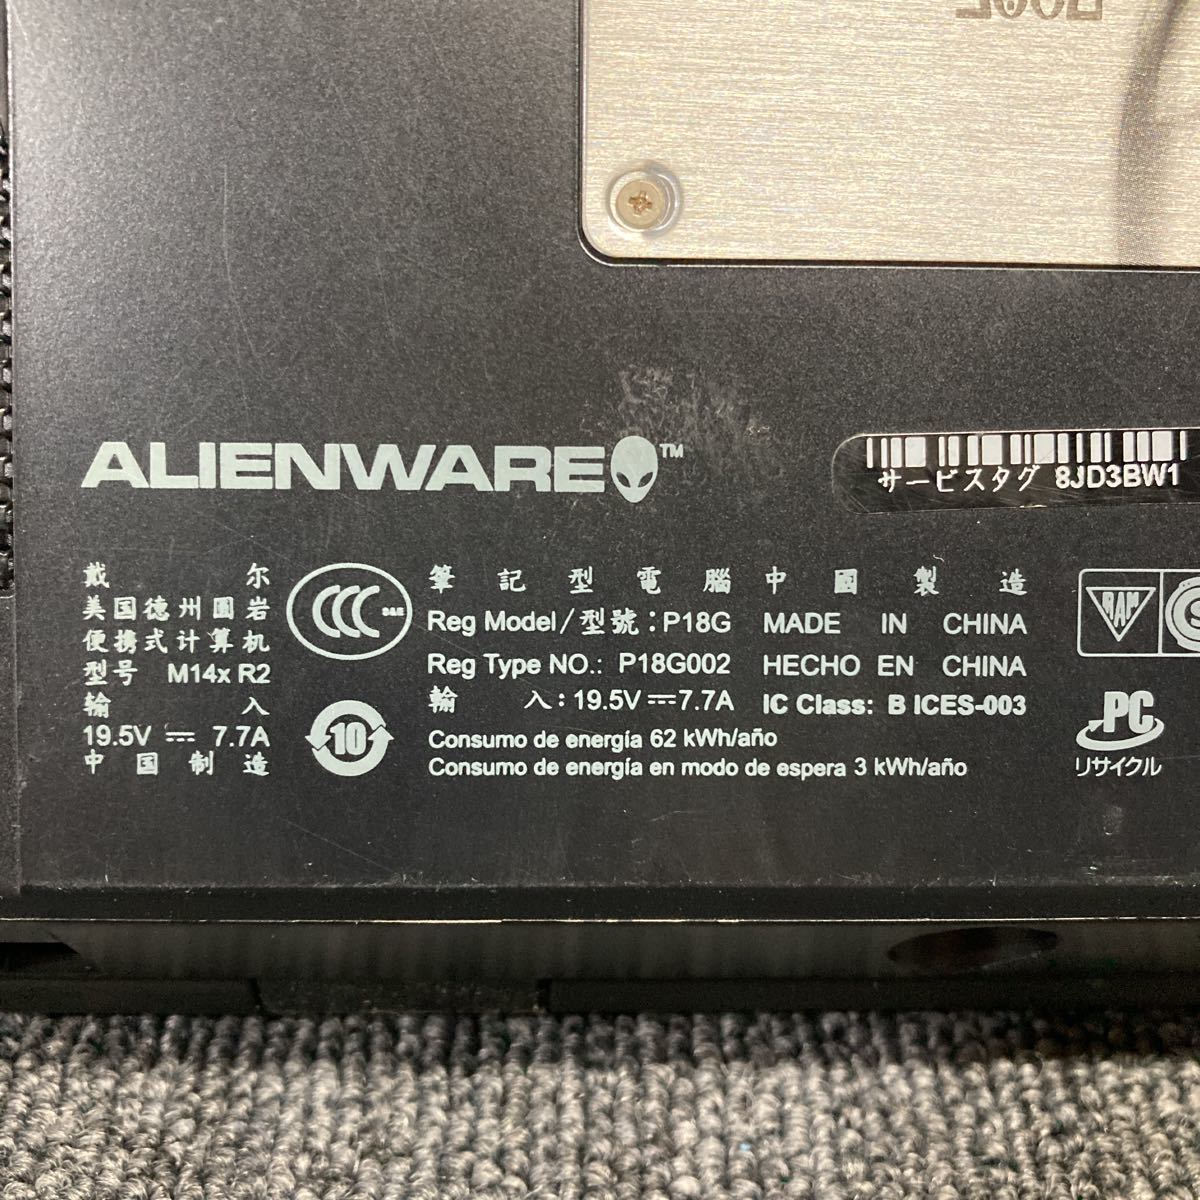 ALIENWARE TM
サービスタグ 8JD3BW1
戴 尔
美国德州圓岩
便携式计算机
型号 M14x R2
输 入
19.5V ⎓ 7.7A
中国制造
CCC S&E
10
筆記型電腦中國製造
Reg Model/型號：P18G MADE IN CHINA
Reg Type NO.: P18G002 HECHO EN CHINA
輸 入：19.5V⎓7.7A IC Class: B ICES-003
Consumo de energía 62 kWh/año
Consumo de energía en modo de espera 3 kWh/año
PC
リサイクル